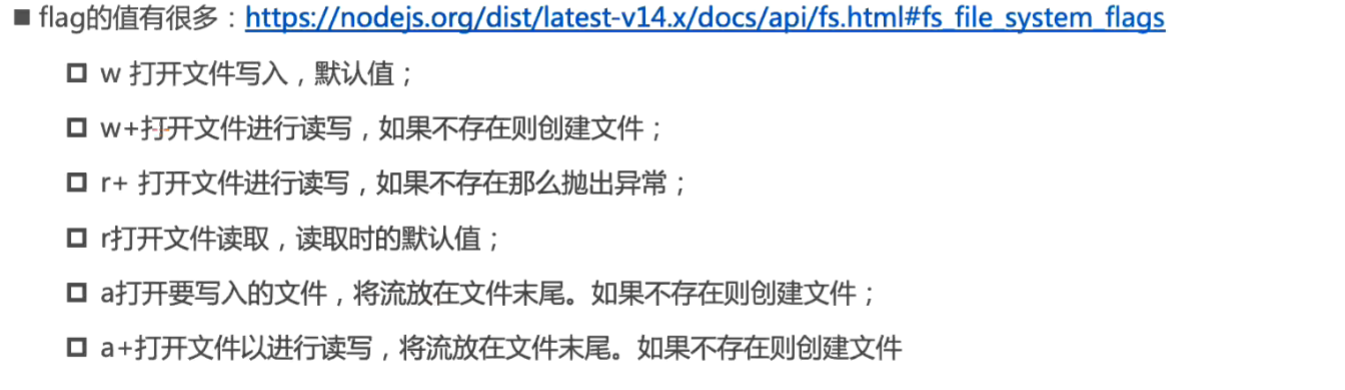 flag的值有很多：https://nodejs.org/dist/latest-v14.x/docs/api/fs.html#fs_file_system_flags
w 打开文件写入，默认值；
w+打开文件进行读写，如果不存在则创建文件；
r+ 打开文件进行读写，如果不存在那么抛出异常；
r打开文件读取，读取时的默认值；
a打开要写入的文件，将流放在文件末尾。如果不存在则创建文件；
a+打开文件以进行读写，将流放在文件末尾。如果不存在则创建文件